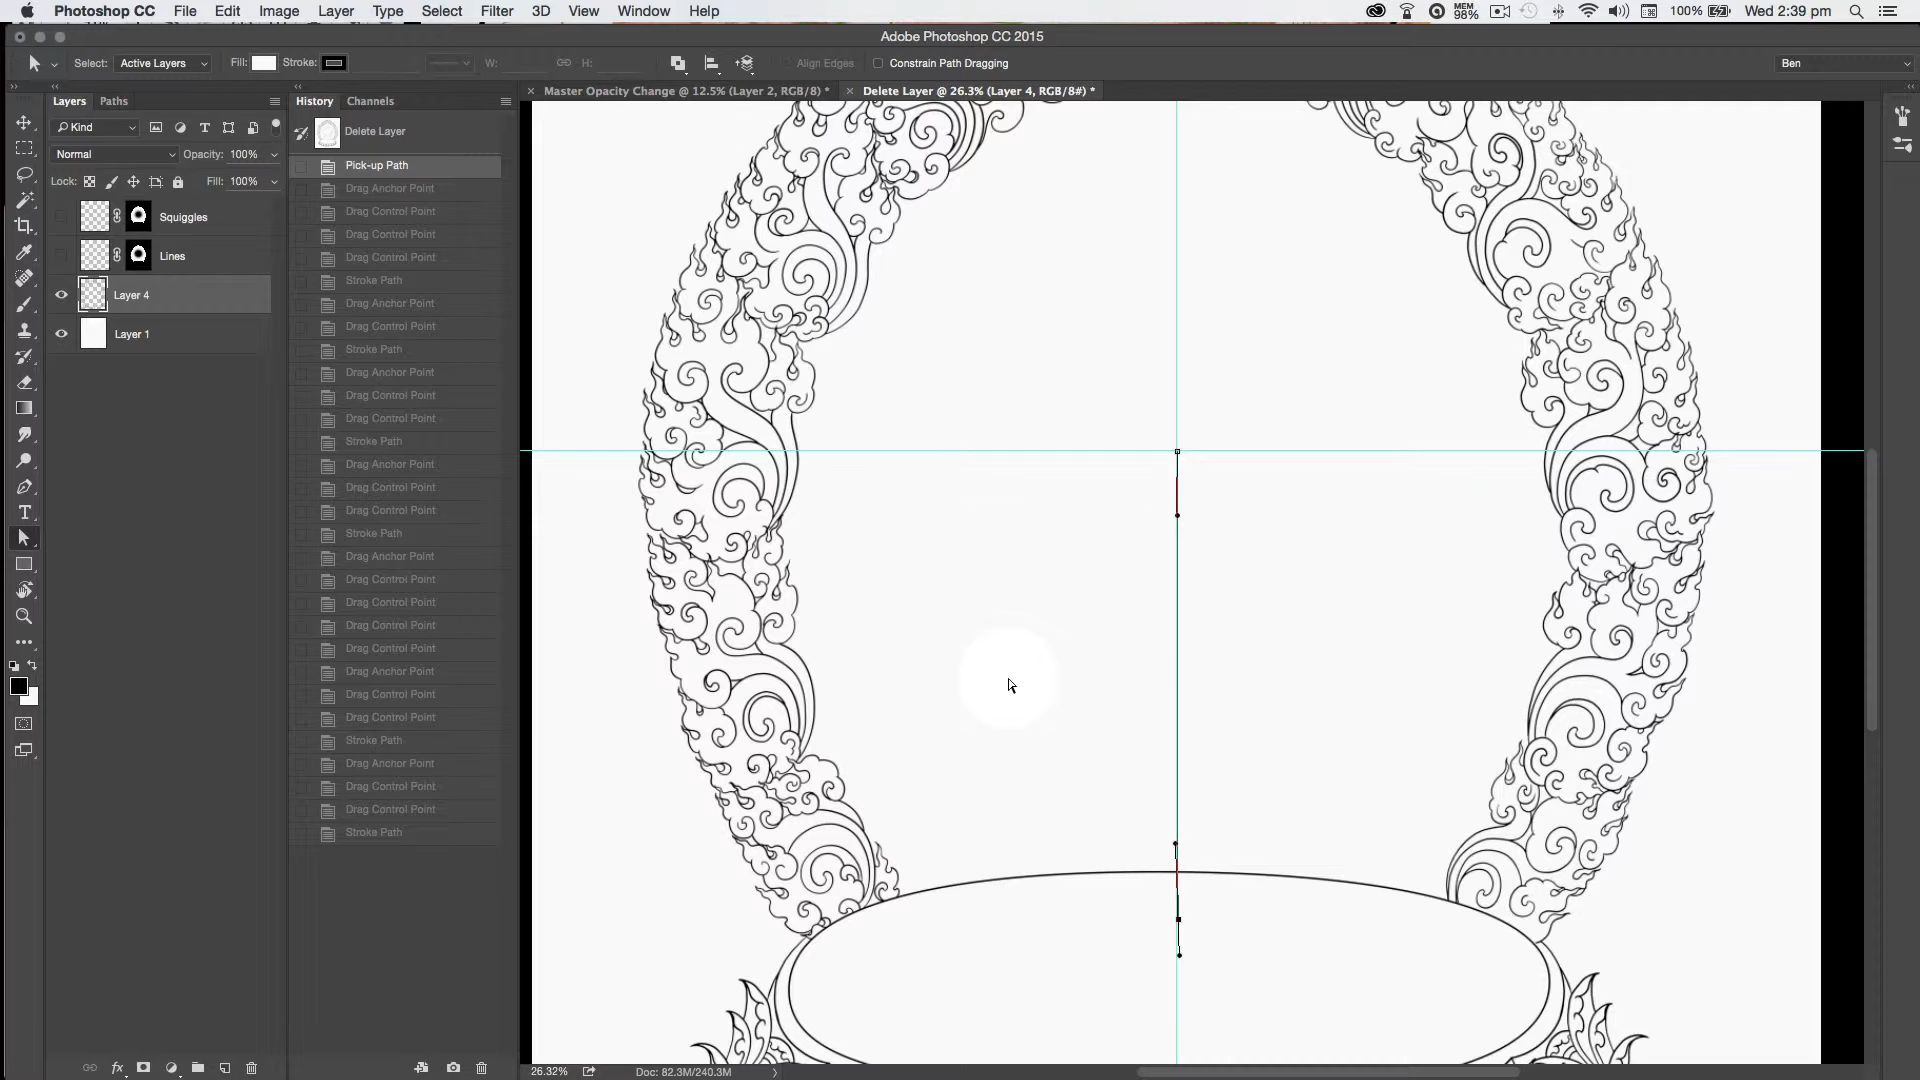 Photoshop CC File Edit Image Layer Type Select Filter 3D View Window Help MEM 98% 100% Wed 2:39 pm
Adobe Photoshop CC 2015
Select: Active Layers Fill: Stroke: W: H: Align Edges Constrain Path Dragging Ben
Layers Paths History Channels Master Opacity Change @ 12.5% (Layer 2, RGB/8) * Delete Layer @ 26.3% (Layer 4, RGB/8#) *
Kind Delete Layer
Normal Opacity: 100%
Pick-up Path
Lock: Fill: 100%
Drag Anchor Point
Drag Control Point
Squiggles
Drag Control Point
Lines
Drag Control Point
Stroke Path
Layer 4
Drag Anchor Point
Drag Control Point
Layer 1
Stroke Path
Drag Anchor Point
Drag Control Point
Drag Control Point
Stroke Path
Drag Anchor Point
Drag Control Point
Drag Control Point
Stroke Path
Drag Anchor Point
Drag Control Point
Drag Control Point
Drag Control Point
Drag Control Point
Drag Anchor Point
Drag Control Point
Drag Control Point
Stroke Path
Drag Anchor Point
Drag Control Point
Drag Control Point
Stroke Path
fx
26.32% Doc: 82.3M/240.3M